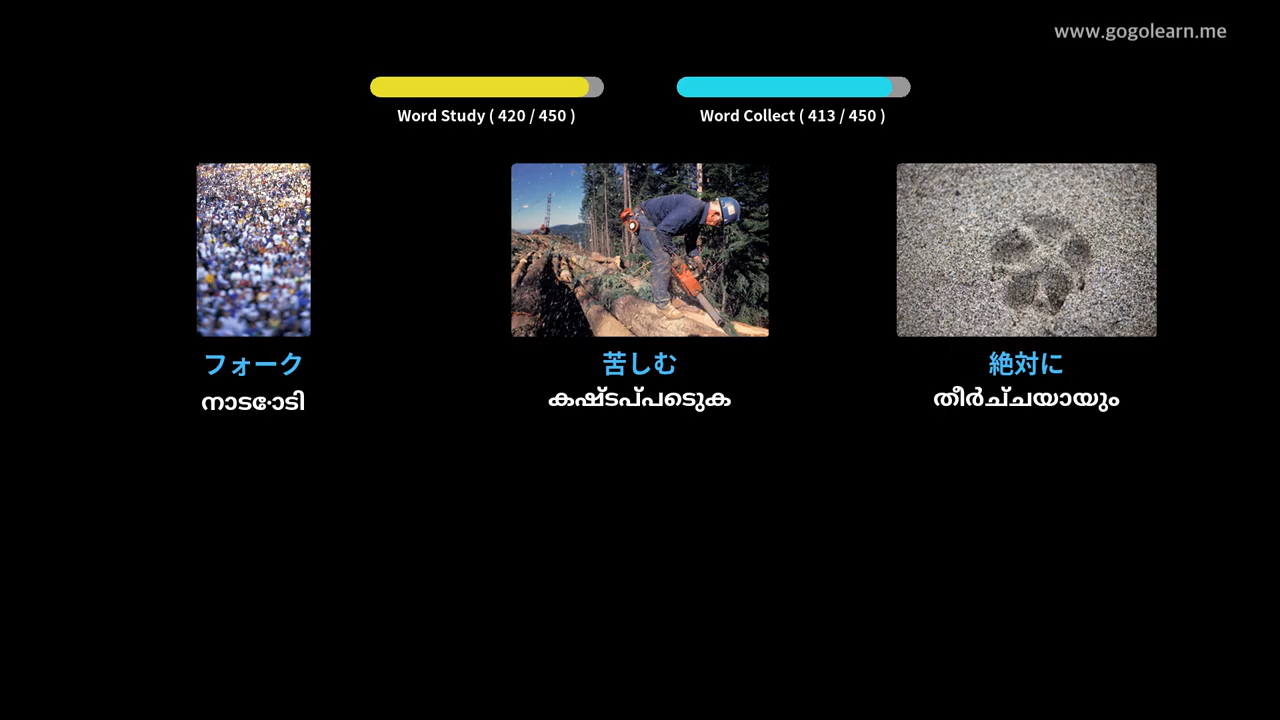 www.gogolearn.me
Word Study ( 420 / 450 )
Word Collect ( 413 / 450 )
フォーク
നാടോടി
苦しむ
കഷ്ടപ്പെടുക
絶対に
തീർച്ചയായും